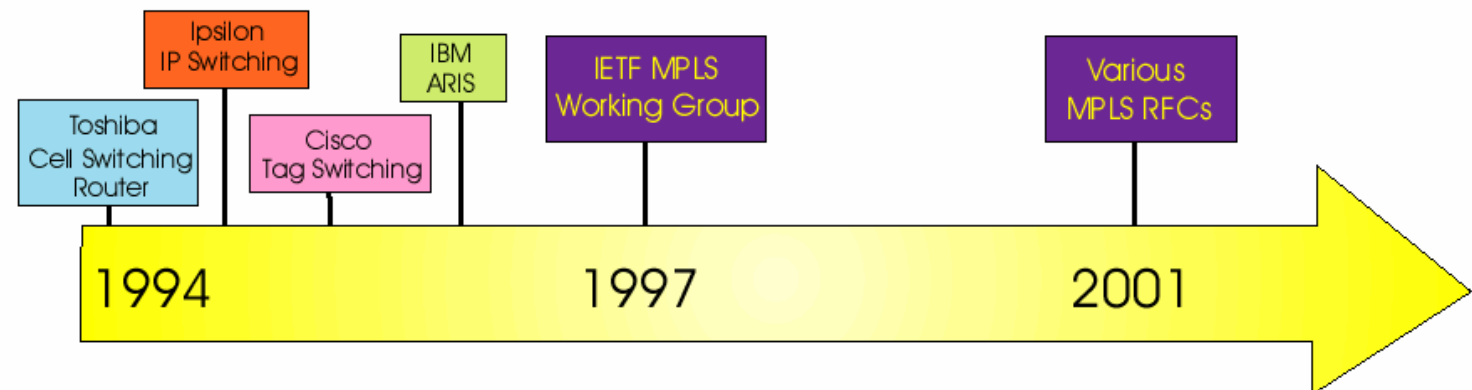 Toshiba
Cell Switching
Router
Ipsilon
IP Switching
Cisco
Tag Switching
IBM
ARIS
IETF MPLS
Working Group
Various
MPLS RFCs
1994
1997
2001